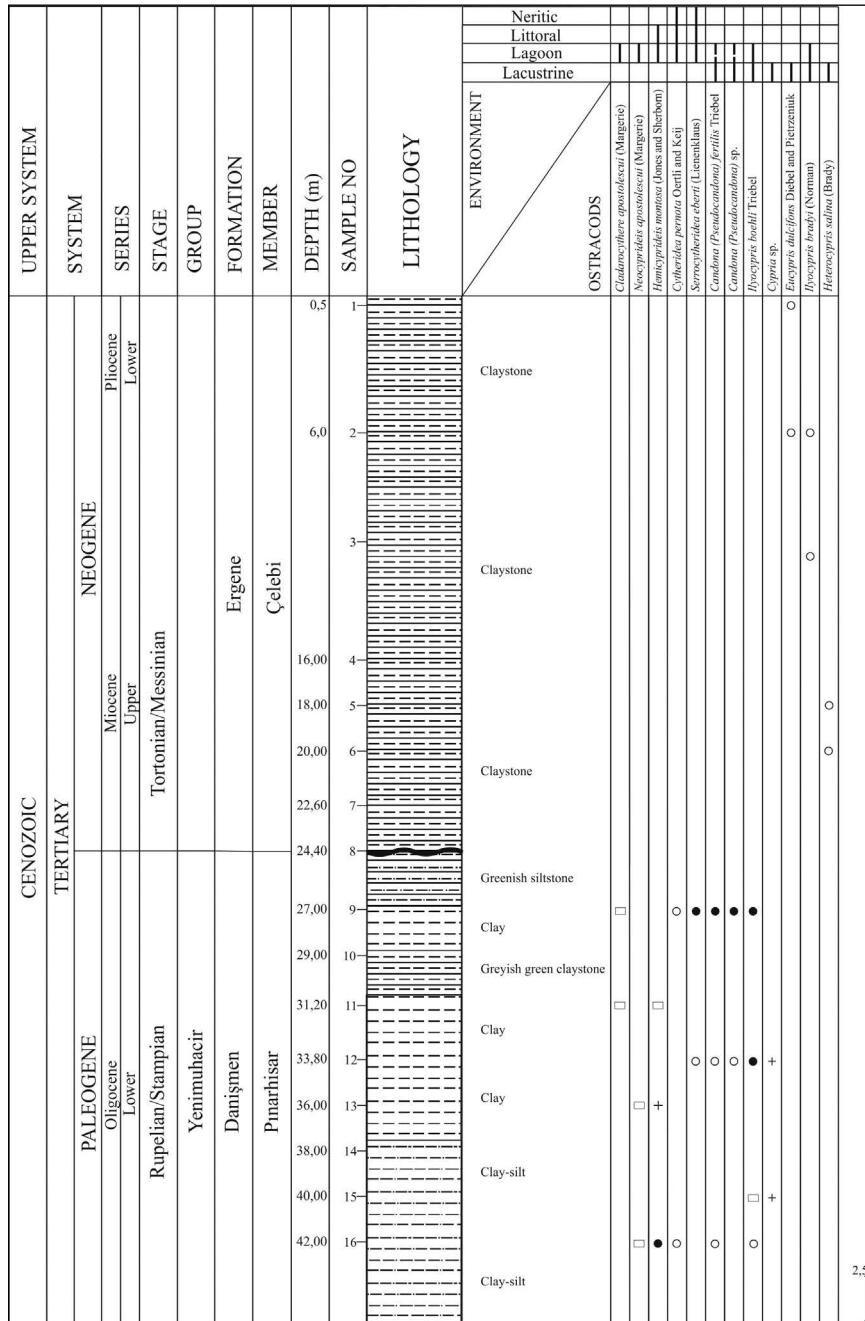 Neritic
Littoral
Lagoon
Lacustrine
UPPER SYSTEM
SYSTEM
SERIES
STAGE
GROUP
FORMATION
MEMBER
DEPTH (m)
SAMPLE NO
LITHOLOGY
ENVIRONMENT
OSTRACODS
Cladarocythere apostolescui (Margerie)
Neocyprideis apostolescui (Margerie)
Hemicyprideis montosa (Jones and Sherborn)
Cytheridea pernota Oertli and Keij
Serrocytheridea eberti (Lienenklaus)
Candona (Pseudocandona) fertilis Triebel
Candona (Pseudocandona) sp.
Ilyocypris boehli Triebel
Cypria sp.
Eucypris dulcifons Diebel and Pietrzeniuk
Ilyocypris bradyi (Norman)
Heterocypris salina (Brady)
CENOZOIC
TERTIARY
NEOGENE
Pliocene
Lower
Miocene
Upper
Tortonian/Messinian
Ergene
Çelebi
PALEOGENE
Oligocene
Lower
Rupelian/Stampian
Yenimuhacir
Danişmen
Pınarhisar
0,5 1
Claystone
6,0 2
3
Claystone
16,00 4
18,00 5
20,00 6
Claystone
22,60 7
24,40 8
Greenish siltstone
27,00 9
Clay
29,00 10
Greyish green claystone
31,20 11
Clay
33,80 12 +
Clay
36,00 13 +
38,00 14
Clay-silt
40,00 15 +
42,00 16
Clay-silt